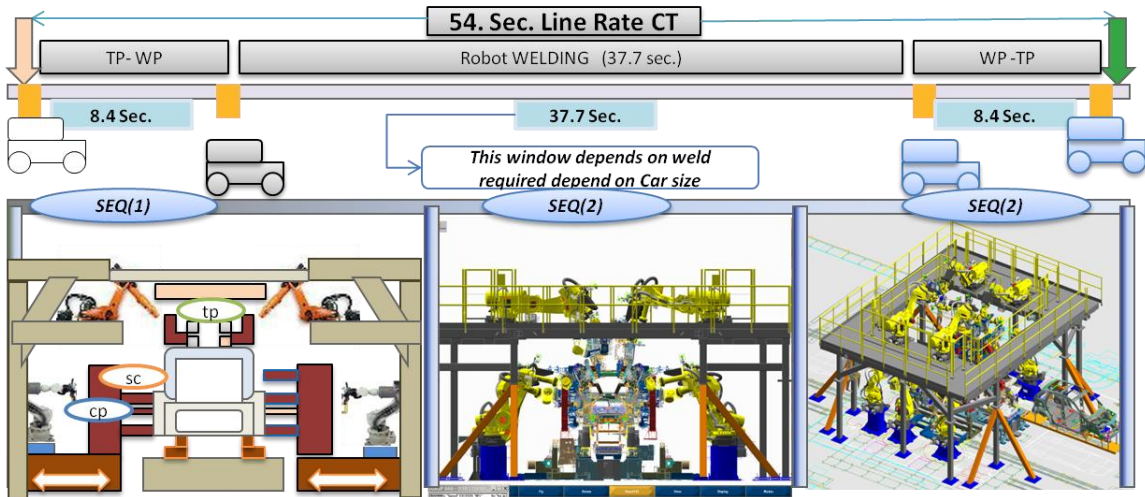 54. Sec. Line Rate CT
TP- WP
Robot WELDING (37.7 sec.)
WP -TP
8.4 Sec.
37.7 Sec.
8.4 Sec.
This window depends on weld
required depend on Car size
SEQ(1)
SEQ(2)
SEQ(2)
tp
sc
cp